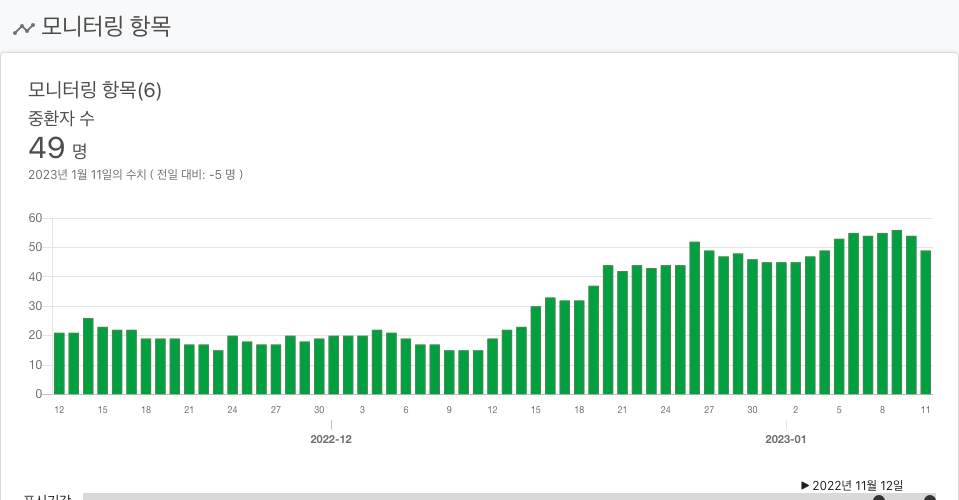 모니터링 항목
모니터링 항목(6)
중환자 수
49 명
2023년 1월 11일의 수치 ( 전일 대비: -5 명 )
60
50
40
30
20
10
0
12 15 18 21 24 27 30 3 6 9 12 15 18 21 24 27 30 2 5 8 11
2022-12 2023-01
▶ 2022년 11월 12일
표시기간